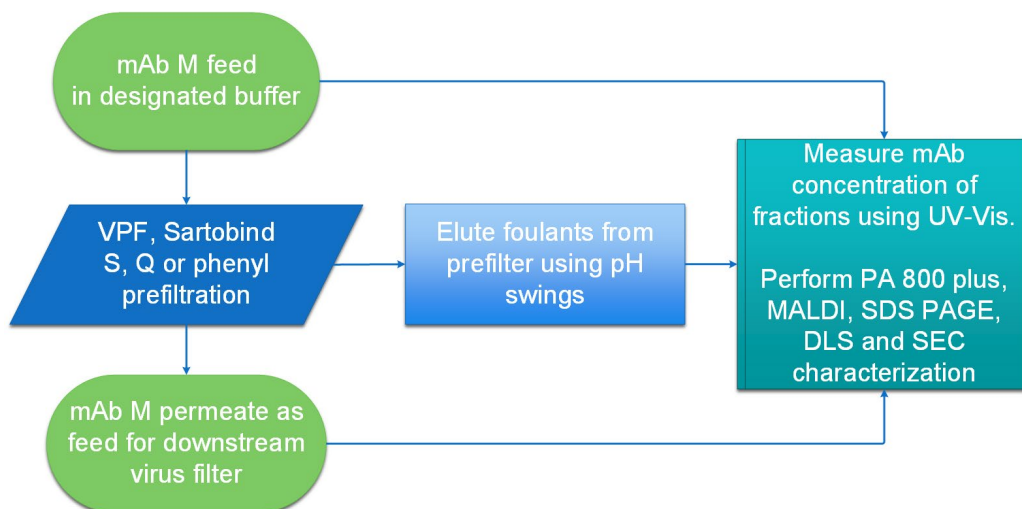 mAb M feed
in designated buffer
VPF, Sartobind
S, Q or phenyl
prefiltration
Elute foulants from
prefilter using pH
swings
Measure mAb
concentration of
fractions using UV-Vis.
Perform PA 800 plus,
MALDI, SDS PAGE,
DLS and SEC
characterization
mAb M permeate as
feed for downstream
virus filter